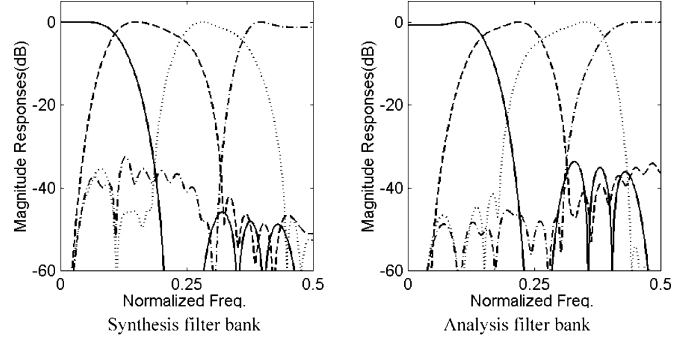 Magnitude Responses(dB)
0
-20
-40
-60
0
0.25
0.5
Normalized Freq.
Synthesis filter bank
Magnitude Responses(dB)
0
-20
-40
-60
0
0.25
0.5
Normalized Freq.
Analysis filter bank